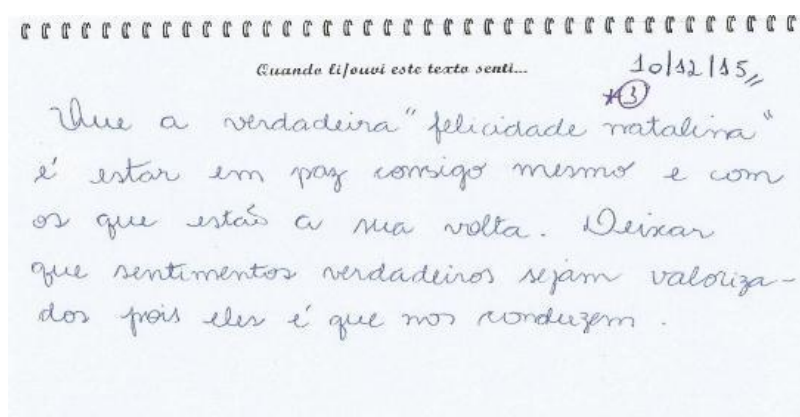 Quando li/ouvi este texto senti...
10/12/15,,
*3
Que a verdadeira "felicidade natalina"
é estar em paz consigo mesmo e com
os que estão a sua volta. Deixar
que sentimentos verdadeiros sejam valoriza-
dos pois eles é que nos conduzem.